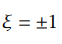 ξ = ±1